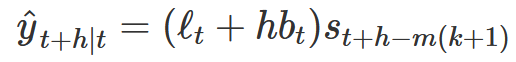 ŷ_{t+h|t} = (ℓ_t + hb_t)s_{t+h−m(k+1)}